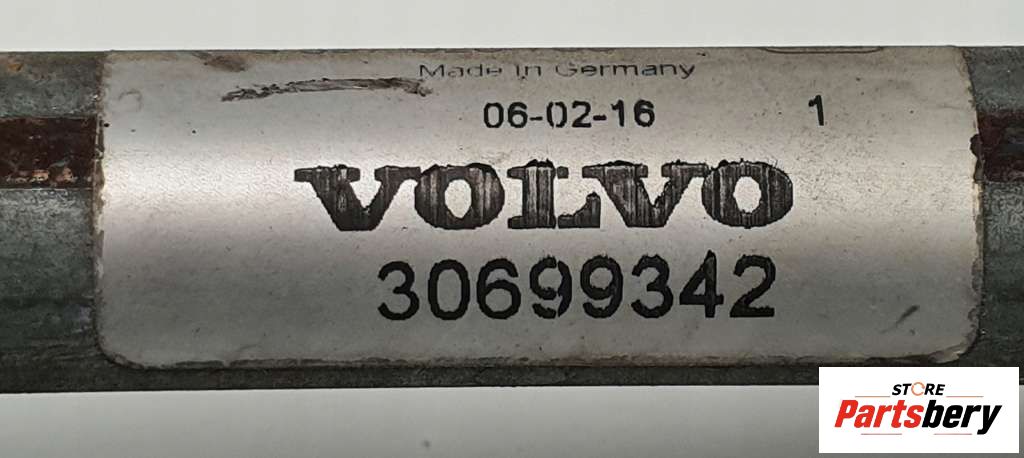 Made in Germany
06-02-16 1
VOLVO
30699342
STORE
Partsbery